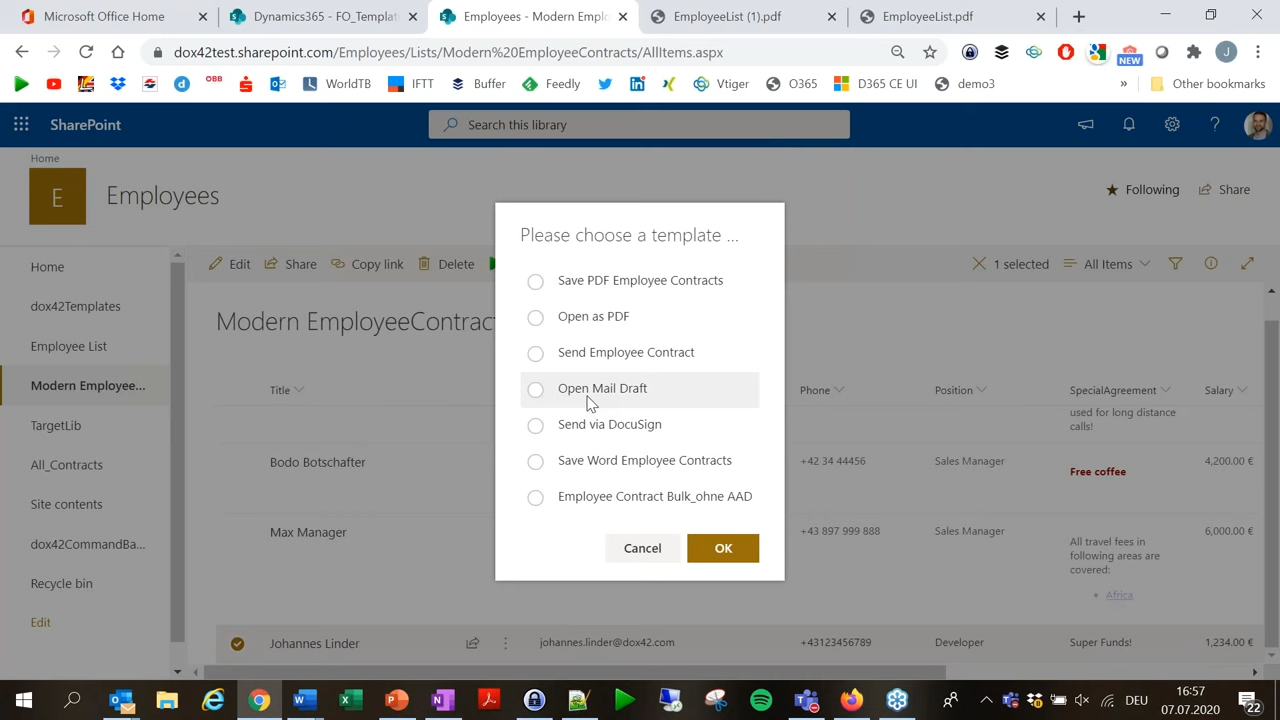 Microsoft Office Home
Dynamics365 - FO_Templat
Employees - Modern Emplo
EmployeeList (1).pdf
EmployeeList.pdf
dox42test.sharepoint.com/Employees/Lists/Modern%20EmployeeContracts/AllItems.aspx
NEW
J
ÖBB
WorldTB
IFTT
Buffer
Feedly
Vtiger
O365
D365 CE UI
demo3
»
Other bookmarks
SharePoint
Search this library
Home
E
Employees
Following
Share
Home
dox42Templates
Employee List
Modern Employee...
TargetLib
All_Contracts
Site contents
dox42CommandBa...
Recycle bin
Edit
Edit
Share
Copy link
Delete
1 selected
All Items
Modern EmployeeContrac
Title
Phone
Position
SpecialAgreement
Salary
used for long distance
calls!
Bodo Botschafter
+42 34 44456
Sales Manager
Free coffee
4,200.00 €
Max Manager
+43 897 999 888
Sales Manager
All travel fees in
following areas are
covered:
Africa
6,000.00 €
Johannes Linder
johannes.linder@dox42.com
+43123456789
Developer
Super Funds!
1,234.00 €
Please choose a template ...
Save PDF Employee Contracts
Open as PDF
Send Employee Contract
Open Mail Draft
Send via DocuSign
Save Word Employee Contracts
Employee Contract Bulk_ohne AAD
Cancel
OK
DEU
16:57
07.07.2020
22